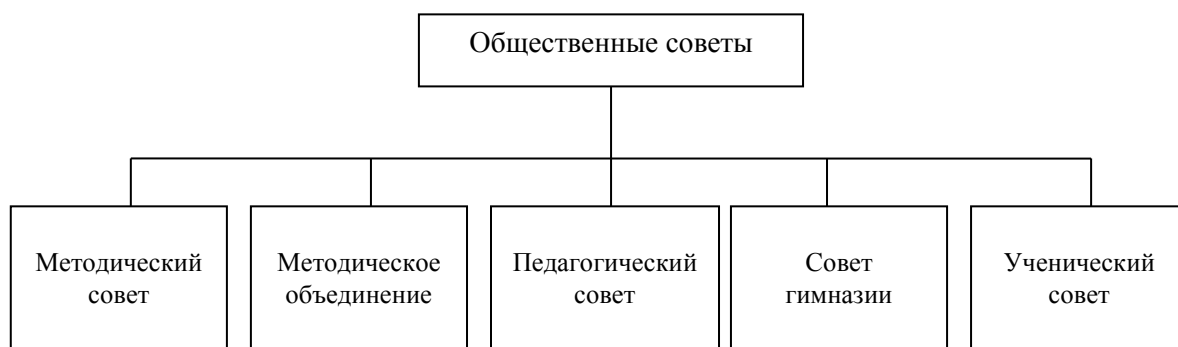 Общественные советы
Методический
совет
Методическое
объединение
Педагогический
совет
Совет
гимназии
Ученический
совет